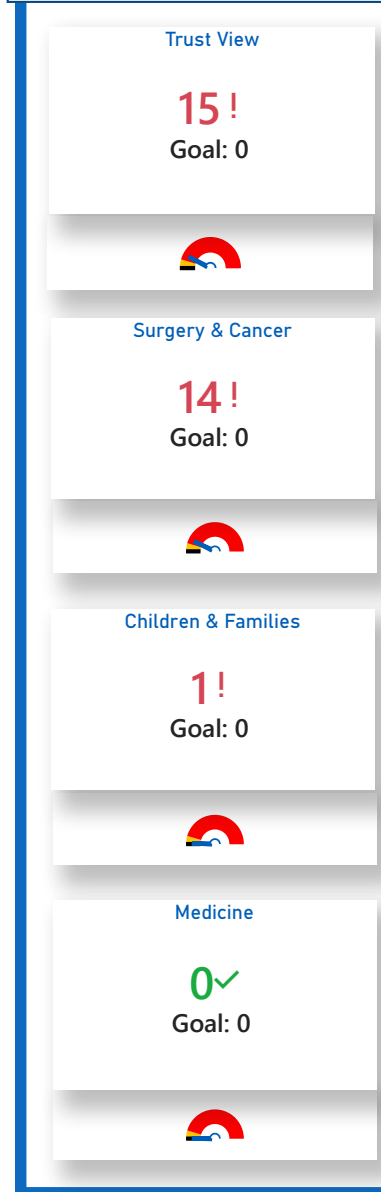 Trust View
15 !
Goal: 0
Surgery & Cancer
14 !
Goal: 0
Children & Families
1 !
Goal: 0
Medicine
0✓
Goal: 0